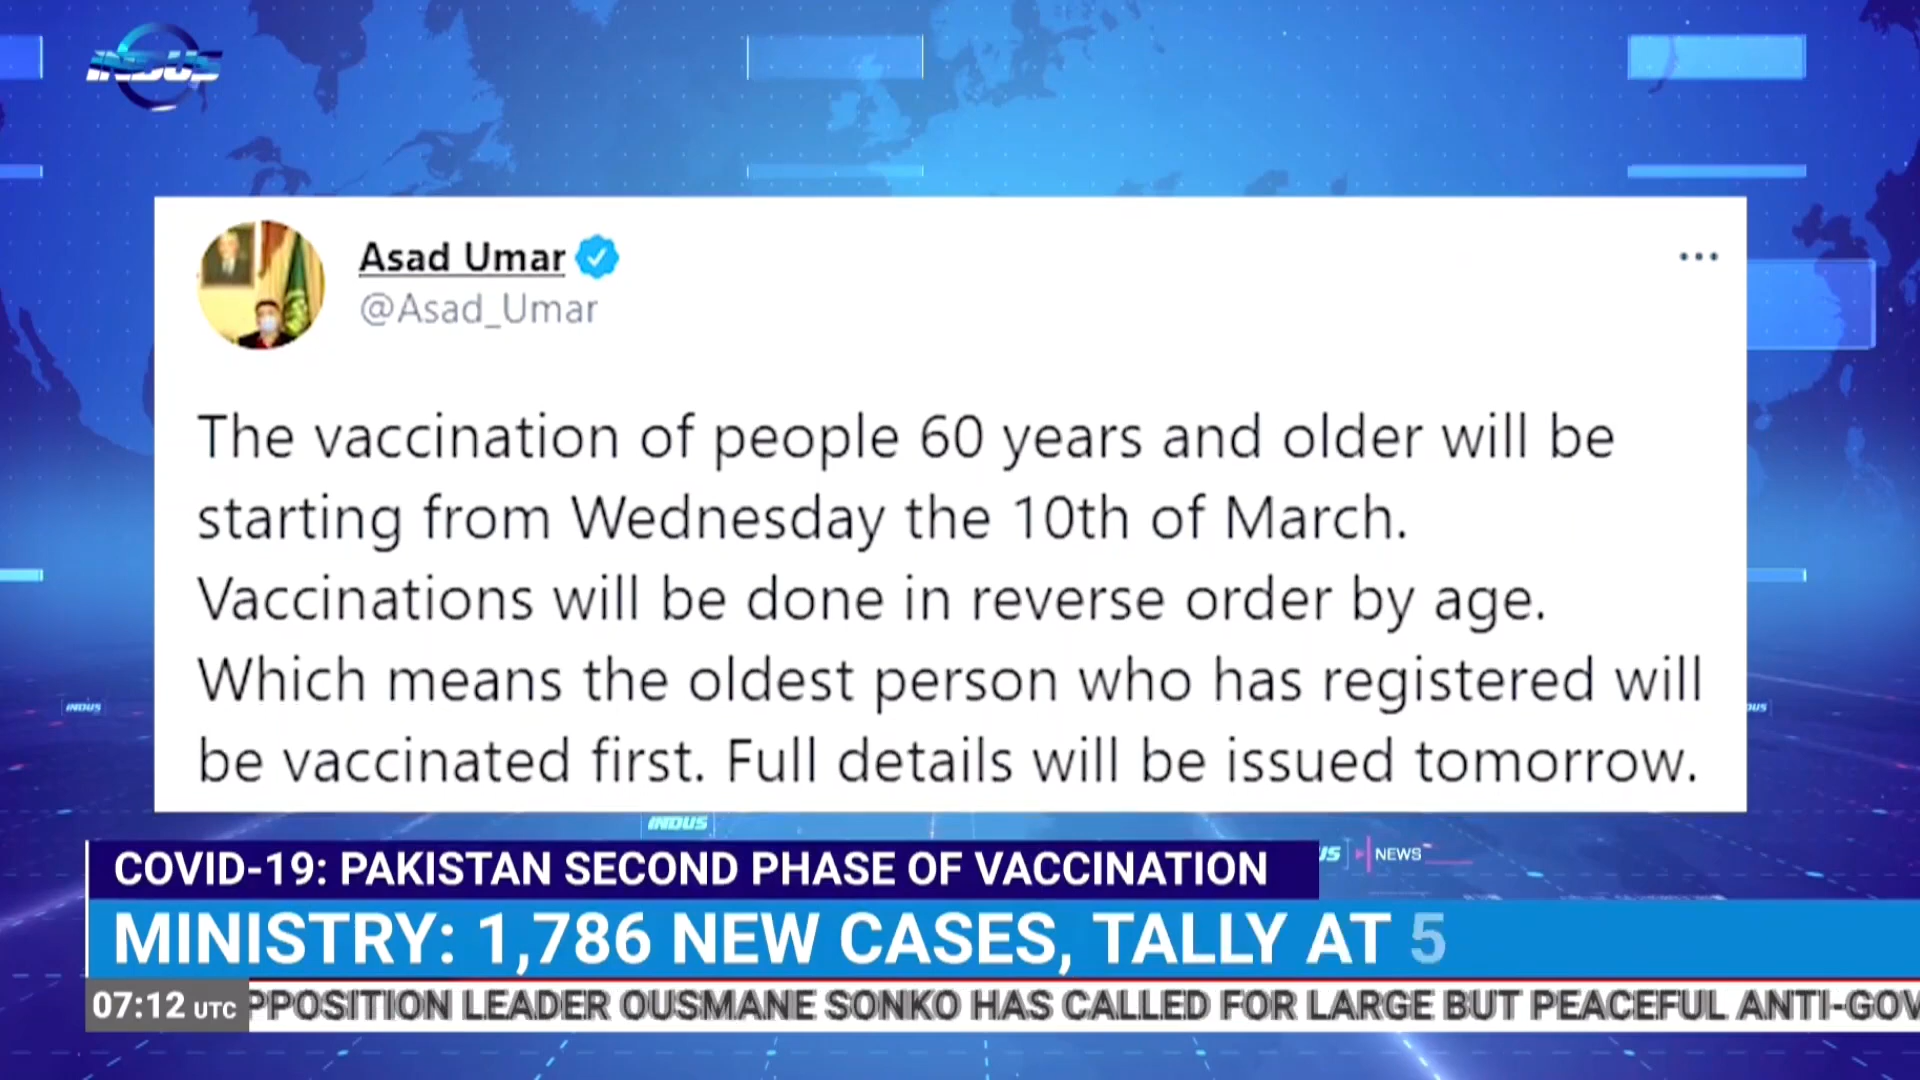 INDUS
Asad Umar
@Asad_Umar
The vaccination of people 60 years and older will be
starting from Wednesday the 10th of March.
Vaccinations will be done in reverse order by age.
Which means the oldest person who has registered will
be vaccinated first. Full details will be issued tomorrow.
INDUS
INDUS
NEWS
COVID-19: PAKISTAN SECOND PHASE OF VACCINATION
MINISTRY: 1,786 NEW CASES, TALLY AT 5
07:12 UTC PPOSITION LEADER OUSMANE SONKO HAS CALLED FOR LARGE BUT PEACEFUL ANTI-GOV